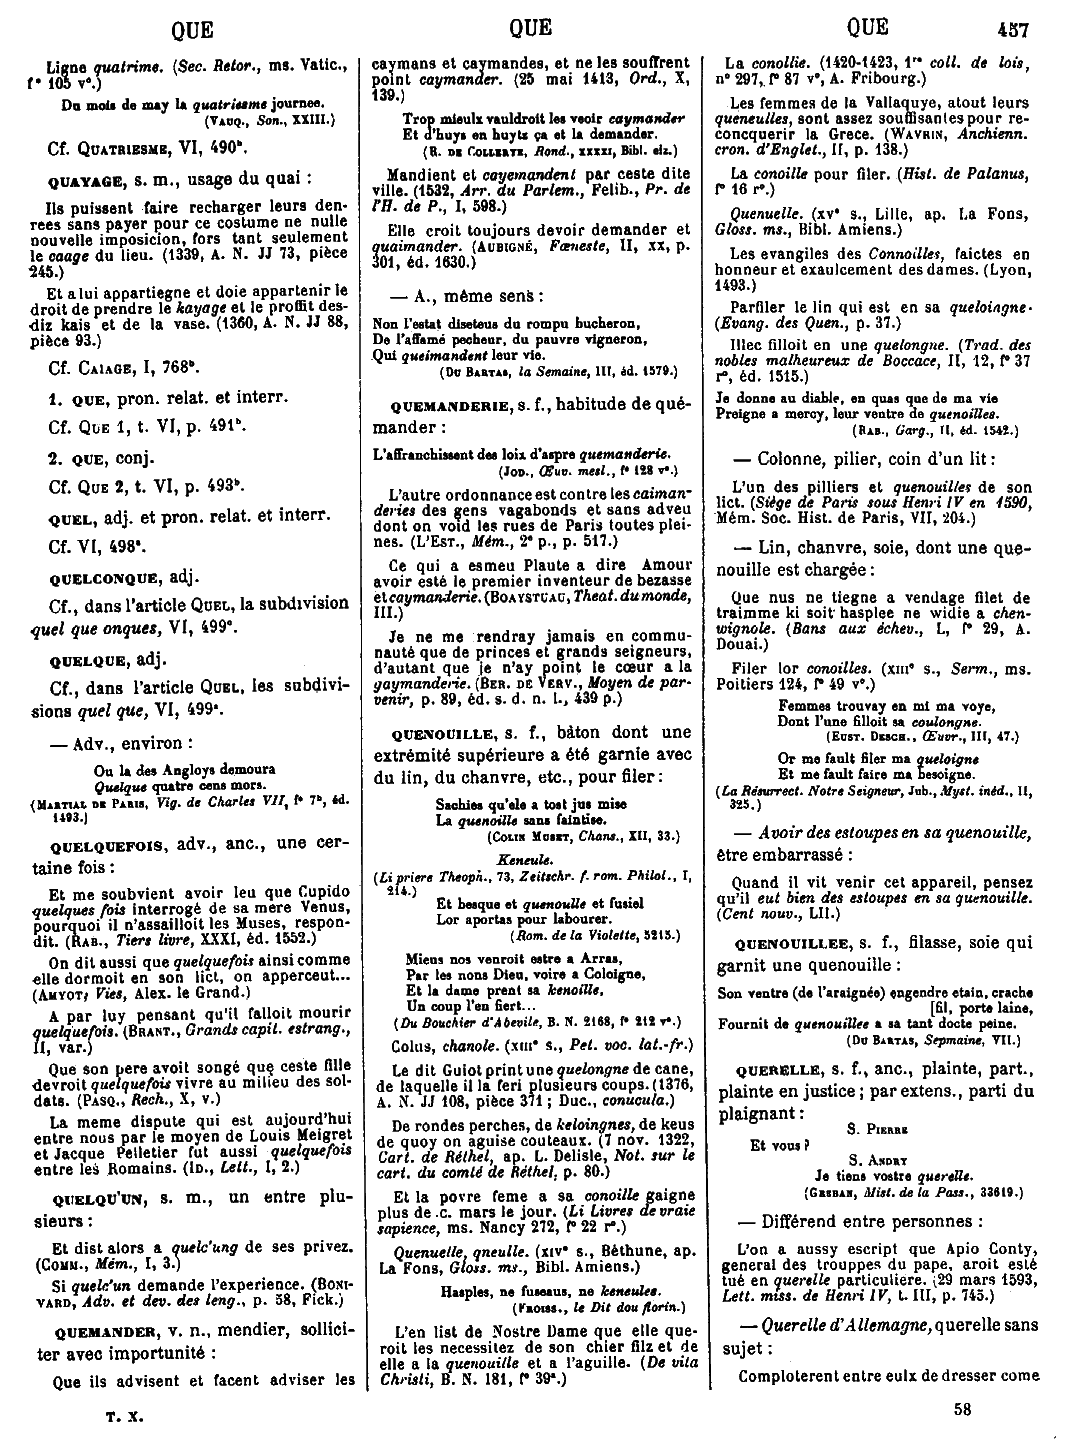 QUE QUE QUE 457
Ligne quatrime. (Sec. Retor., ms. Vatic.,
f° 105 v°.)
Du mois de may la quatriesme journee.
(VAUQ., Son., XXIII.)
Cf. QUATRIESME, VI, 490ᵇ.
QUAYAGE, s. m., usage du quai :
Ils puissent faire recharger leurs den-
rees sans payer pour ce costume ne nulle
nouvelle imposicion, fors tant seulement
le caage du lieu. (1339, A. N. JJ 73, pièce
245.)
Et a lui appartiegne et doie appartenir le
droit de prendre le kayage et le proffit des-
diz kais et de la vase. (1360, A. N. JJ 88,
pièce 93.)
Cf. CAIAGE, I, 768ᵇ.
1. QUE, pron. relat. et interr.
Cf. QUE 1, t. VI, p. 491ᵇ.
2. QUE, conj.
Cf. QUE 2, t. VI, p. 493ᵇ.
QUEL, adj. et pron. relat. et interr.
Cf. VI, 498ᵃ.
QUELCONQUE, adj.
Cf., dans l'article QUEL, la subdivision
quel que onques, VI, 499ᶜ.
QUELQUE, adj.
Cf., dans l'article QUEL, les subdivi-
sions quel que, VI, 499ᵃ.
— Adv., environ :
Ou la des Angloys demoura
Quelque quatre cens mors.
(MARTIAL DE PARIS, Vig. de Charles VII, f° 7ᵇ, éd.
1493.)
QUELQUEFOIS, adv., anc., une cer-
taine fois :
Et me soubvient avoir leu que Cupido
quelques fois interrogé de sa mere Venus,
pourquoi il n'assailloit les Muses, respon-
dit. (RAB., Tiers livre, XXXI, éd. 1552.)
On dit aussi que quelquefois ainsi comme
elle dormoit en son lict, on apperceut...
(AMYOT, Vies, Alex. le Grand.)
A par luy pensant qu'il falloit mourir
quelquefois. (BRANT., Grands capit. estrang.,
II, var.)
Que son pere avoit songé que ceste fille
devroit quelquefois vivre au milieu des sol-
dats. (PASQ., Rech., X, v.)
La meme dispute qui est aujourd'hui
entre nous par le moyen de Louis Meigret
et Jacque Pelletier fut aussi quelquefois
entre les Romains. (ID., Lett., I, 2.)
QUELQU'UN, s. m., un entre plu-
sieurs :
Et dist alors a quelc'ung de ses privez.
(COMM., Mém., I, 3.)
Si quelc'un demande l'experience. (BONI-
VARD, Adv. et dev. des leng., p. 58, Fick.)
QUEMANDER, v. n., mendier, sollici-
ter avec importunité :
Que ils advisent et facent adviser les
T. X.
caymans et caymandes, et ne les souffrent
point caymander. (25 mai 1413, Ord., X,
139.)
Trop mieulx vauldroit les veoir caymander
Et d'huys en huytz ça et la demander.
(R. DE COLLERYE, Rond., XXXXI, Bibl. elz.)
Mandient et cayemandent par ceste dite
ville. (1532, Arr. du Parlem., Felib., Pr. de
l'H. de P., I, 598.)
Elle croit toujours devoir demander et
quaimander. (AUBIGNÉ, Fæneste, II, xx, p.
301, éd. 1630.)
— A., même sens :
Non l'estat diseteus du rompu bucheron,
De l'affamé pecheur, du pauvre vigneron,
Qui queimandent leur vie.
(DU BARTAS, la Semaine, III, éd. 1579.)
QUEMANDERIE, s. f., habitude de qué-
mander :
L'affranchissent des loix d'aspre quemanderie.
(JOD., Œuv. mesl., f° 128 v°.)
L'autre ordonnance est contre les caiman-
deries des gens vagabonds et sans adveu
dont on void les rues de Paris toutes plei-
nes. (L'EST., Mém., 2ᵉ p., p. 517.)
Ce qui a esmeu Plaute a dire Amour
avoir esté le premier inventeur de bezasse
et caymanderie. (BOAYSTUAU, Theat. du monde,
III.)
Je ne me rendray jamais en commu-
nauté que de princes et grands seigneurs,
d'autant que je n'ay point le cœur a la
gaymanderie. (BER. DE VERV., Moyen de par-
venir, p. 89, éd. s. d. n. l., 439 p.)
QUENOUILLE, s. f., bâton dont une
extrémité supérieure a été garnie avec
du lin, du chanvre, etc., pour filer :
Sachies qu'ele a tost jus mise
La quenoille sans faintise.
(COLIN MUSET, Chans., XII, 33.)
Keneule.
(Li priere Theoph., 73, Zeitschr. f. rom. Philol., I,
214.)
Et besque et quenoulle et fusiel
Lor aportas pour labourer.
(Rom. de la Violette, 5215.)
Miens nos venroit estre a Arras,
Par les nons Dieu, voire a Coloigne,
Et la dame prent sa kenoille,
Un coup l'en fiert...
(Du Bouchier d'Abevile, B. N. 2168, f° 212 v°.)
Colus, chanole. (XIIIᵉ s., Pet. voc. lat.-fr.)
Le dit Guiot print une quelongne de cane,
de laquelle il la feri plusieurs coups. (1376,
A. N. JJ 108, pièce 371 ; Duc., conucula.)
De rondes perches, de keloingnes, de keus
de quoy on aguise couteaux. (7 nov. 1322,
Cart. de Réthel, ap. L. Delisle, Not. sur le
cart. du comté de Réthel, p. 80.)
Et la povre feme a sa conoille gaigne
plus de .c. mars le jour. (Li Livres de vraie
sapience, ms. Nancy 272, f° 22 r°.)
Quenuelle, qneulle. (XIVᵉ s., Béthune, ap.
La Fons, Gloss. ms., Bibl. Amiens.)
Hasples, ne fuseaus, ne keneules.
(FROISS., le Dit dou florin.)
L'en list de Nostre Dame que elle que-
roit les necessitez de son chier filz et de
elle a la quenouille et a l'aguille. (De vita
Christi, B. N. 181, f° 39ᵃ.)
La conollie. (1420-1423, 1ʳᵉ coll. de lois,
n° 297, f° 87 v°, A. Fribourg.)
Les femmes de la Vallaquye, atout leurs
queneulles, sont assez souffisantes pour re-
concquerir la Grece. (WAVRIN, Anchienn.
cron. d'Englet., II, p. 138.)
La conoille pour filer. (Hist. de Palanus,
f° 16 r°.)
Quenuelle. (XVᵉ s., Lille, ap. La Fons,
Gloss. ms., Bibl. Amiens.)
Les evangiles des Connoilles, faictes en
honneur et exaulcement des dames. (Lyon,
1493.)
Parfiler le lin qui est en sa queloingne.
(Evang. des Quen., p. 37.)
Illec filloit en une quelongne. (Trad. des
nobles malheureux de Boccace, II, 12, f° 37
r°, éd. 1515.)
Je donne au diable, en quas que de ma vie
Preigne a mercy, leur ventre de quenoilles.
(RAB., Garg., II, éd. 1542.)
— Colonne, pilier, coin d'un lit :
L'un des pilliers et quenouilles de son
lict. (Siège de Paris sous Henri IV en 1590,
Mém. Soc. Hist. de Paris, VII, 204.)
— Lin, chanvre, soie, dont une que-
nouille est chargée :
Que nus ne tiegne a vendage filet de
traimme ki soit hasplee ne widie a chen-
wignole. (Bans aux échev., L, f° 29, A.
Douai.)
Filer lor conoilles. (XIIIᵉ s., Serm., ms.
Poitiers 124, f° 49 v°.)
Femmes trouvay en mi ma voye,
Dont l'une filloit sa coulongne.
(EUST. DESCH., Œuvr., III, 47.)
Or me fault filer ma queloigne
Et me fault faire ma besoigne.
(La Résurrect. Notre Seigneur, Jub., Myst. inéd., II,
325.)
— Avoir des estoupes en sa quenouille,
être embarrassé :
Quand il vit venir cet appareil, pensez
qu'il eut bien des estoupes en sa quenouille.
(Cent nouv., LII.)
QUENOUILLEE, s. f., filasse, soie qui
garnit une quenouille :
Son ventre (de l'araignée) engendre etain, crache
[fil, porte laine,
Fournit de quenouillee a sa tant docte peine.
(DU BARTAS, Sepmaine, VII.)
QUERELLE, s. f., anc., plainte, part.,
plainte en justice ; par extens., parti du
plaignant :
S. PIERRE
Et vous ?
S. ANDRY
Je tiens vostre querelle.
(GREBAN, Mist. de la Pass., 33619.)
— Différend entre personnes :
L'on a aussy escript que Apio Conty,
general des trouppes du pape, aroit esté
tué en querelle particuliere. (29 mars 1593,
Lett. miss. de Henri IV, t. III, p. 745.)
— Querelle d'Allemagne, querelle sans
sujet :
Comploterent entre eulx de dresser come
58